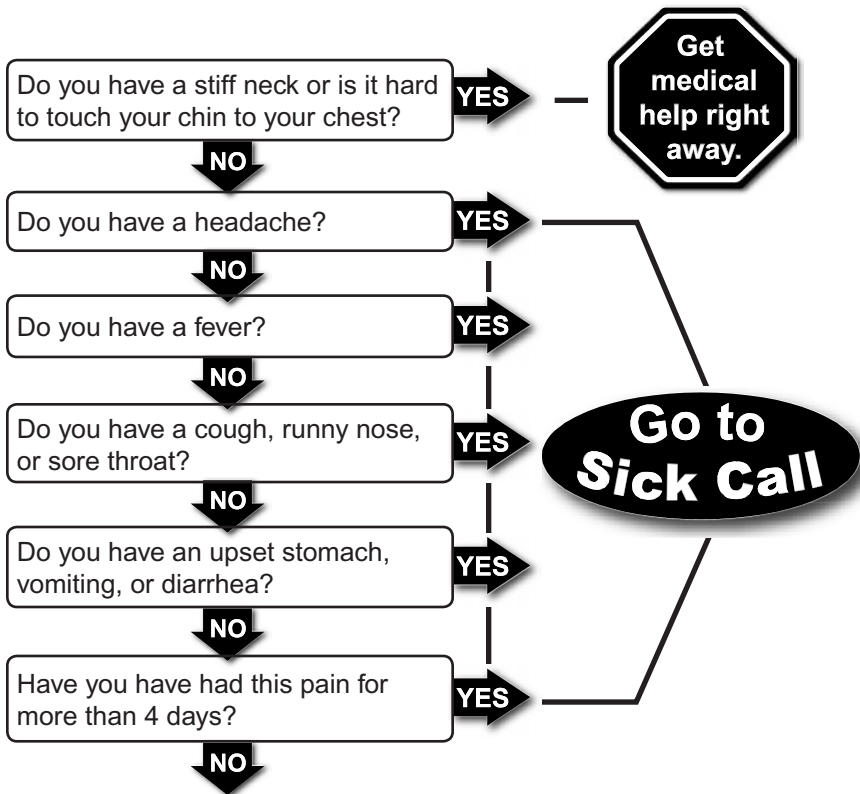 Do you have a stiff neck or is it hard
to touch your chin to your chest?
YES
Get
medical
help right
away.
NO
Do you have a headache?
YES
NO
Do you have a fever?
YES
NO
Do you have a cough, runny nose,
or sore throat?
YES
Go to
Sick Call
NO
Do you have an upset stomach,
vomiting, or diarrhea?
YES
NO
Have you have had this pain for
more than 4 days?
YES
NO